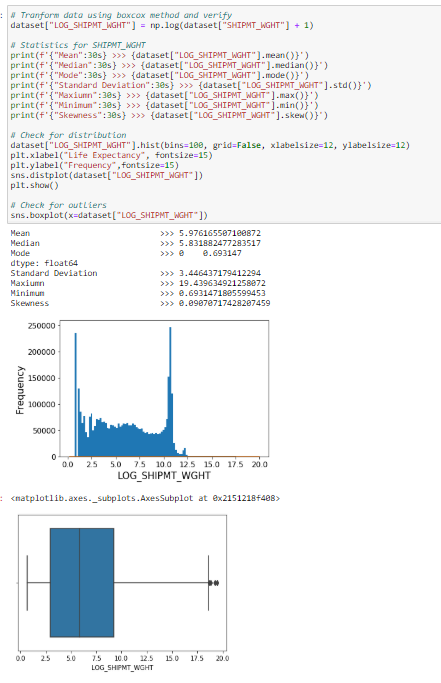 : # Tranform data using boxcox method and verify
dataset["LOG_SHIPMT_WGHT"] = np.log(dataset["SHIPMT_WGHT"] + 1)
# Statistics for SHIPMT_WGHT
print(f'{"Mean":30s} >>> {dataset["LOG_SHIPMT_WGHT"].mean()}')
print(f'{"Median":30s} >>> {dataset["LOG_SHIPMT_WGHT"].median()}')
print(f'{"Mode":30s} >>> {dataset["LOG_SHIPMT_WGHT"].mode()}')
print(f'{"Standard Deviation":30s} >>> {dataset["LOG_SHIPMT_WGHT"].std()}')
print(f'{"Maxiumn":30s} >>> {dataset["LOG_SHIPMT_WGHT"].max()}')
print(f'{"Minimum":30s} >>> {dataset["LOG_SHIPMT_WGHT"].min()}')
print(f'{"Skewness":30s} >>> {dataset["LOG_SHIPMT_WGHT"].skew()}')
# Check for distribution
dataset["LOG_SHIPMT_WGHT"].hist(bins=100, grid=False, xlabelsize=12, ylabelsize=12)
plt.xlabel("Life Expectancy", fontsize=15)
plt.ylabel("Frequency",fontsize=15)
sns.distplot(dataset["LOG_SHIPMT_WGHT"])
plt.show()
# Check for outliers
sns.boxplot(x=dataset["LOG_SHIPMT_WGHT"])
Mean >>> 5.976165507100872
Median >>> 5.831882477283517
Mode >>> 0 0.693147
dtype: float64
Standard Deviation >>> 3.446437179412294
Maxiumn >>> 19.439634921258072
Minimum >>> 0.6931471805599453
Skewness >>> 0.09070717428207459
250000
200000
150000
100000
50000
0
Frequency
0.0 2.5 5.0 7.5 10.0 12.5 15.0 17.5 20.0
LOG_SHIPMT_WGHT
: <matplotlib.axes._subplots.AxesSubplot at 0x2151218f408>
0.0 2.5 5.0 7.5 10.0 12.5 15.0 17.5 20.0
LOG_SHIPMT_WGHT